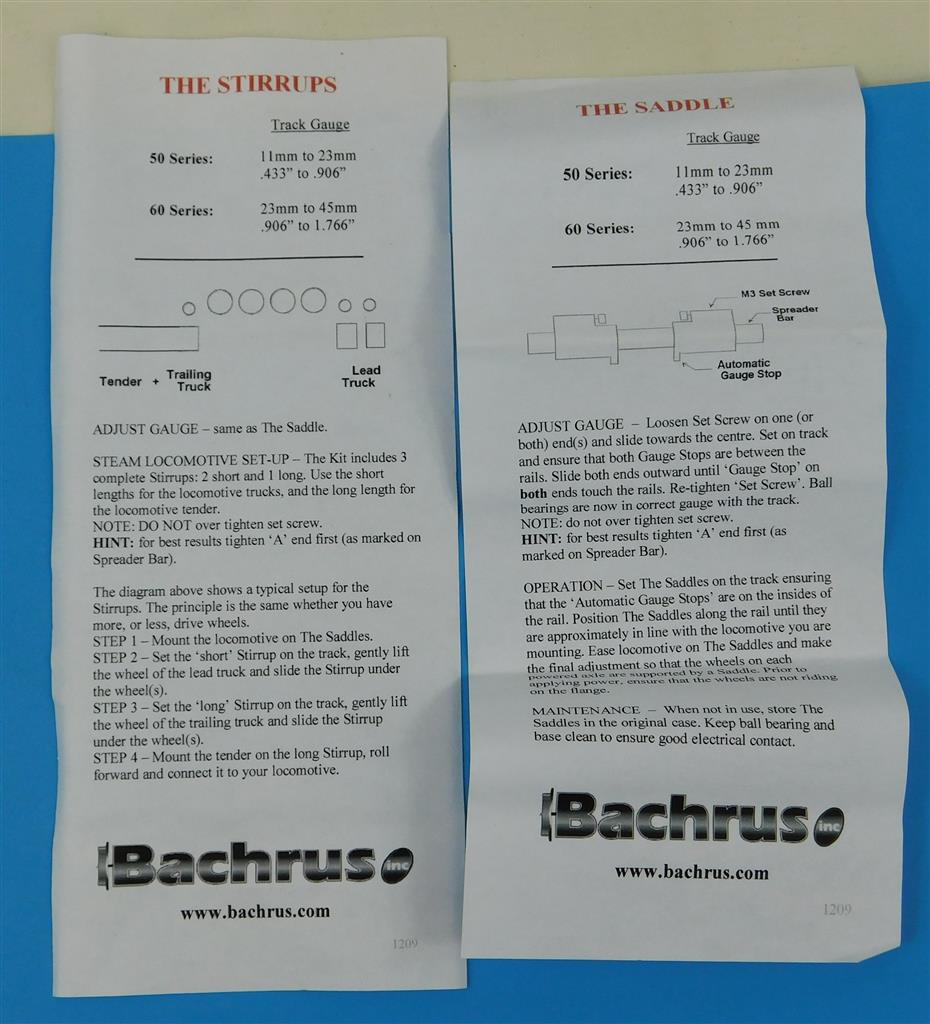 THE STIRRUPS
Track Gauge
50 Series: 11mm to 23mm
.433” to .906”
60 Series: 23mm to 45mm
.906” to 1.766”
Tender + Trailing Truck
Lead Truck
ADJUST GAUGE – same as The Saddle.
STEAM LOCOMOTIVE SET-UP – The Kit includes 3
complete Stirrups: 2 short and 1 long. Use the short
lengths for the locomotive trucks, and the long length for
the locomotive tender.
NOTE: DO NOT over tighten set screw.
HINT: for best results tighten ‘A’ end first (as marked on
Spreader Bar).
The diagram above shows a typical setup for the
Stirrups. The principle is the same whether you have
more, or less, drive wheels.
STEP 1 – Mount the locomotive on The Saddles.
STEP 2 – Set the ‘short’ Stirrup on the track, gently lift
the wheel of the lead truck and slide the Stirrup under
the wheel(s).
STEP 3 – Set the ‘long’ Stirrup on the track, gently lift
the wheel of the trailing truck and slide the Stirrup
under the wheel(s).
STEP 4 – Mount the tender on the long Stirrup, roll
forward and connect it to your locomotive.
Bachrus inc
www.bachrus.com
1209
THE SADDLE
Track Gauge
50 Series: 11mm to 23mm
.433” to .906”
60 Series: 23mm to 45 mm
.906” to 1.766”
M3 Set Screw
Spreader
Bar
Automatic
Gauge Stop
ADJUST GAUGE – Loosen Set Screw on one (or
both) end(s) and slide towards the centre. Set on track
and ensure that both Gauge Stops are between the
rails. Slide both ends outward until ‘Gauge Stop’ on
both ends touch the rails. Re-tighten ‘Set Screw’. Ball
bearings are now in correct gauge with the track.
NOTE: do not over tighten set screw.
HINT: for best results tighten ‘A’ end first (as
marked on Spreader Bar).
OPERATION – Set The Saddles on the track ensuring
that the ‘Automatic Gauge Stops’ are on the insides of
the rail. Position The Saddles along the rail until they
are approximately in line with the locomotive you are
mounting. Ease locomotive on The Saddles and make
the final adjustment so that the wheels on each
powered axle are supported by a Saddle. Prior to
applying power, ensure that the wheels are not riding
on the flange.
MAINTENANCE – When not in use, store The
Saddles in the original case. Keep ball bearing and
base clean to ensure good electrical contact.
Bachrus inc
www.bachrus.com
1209